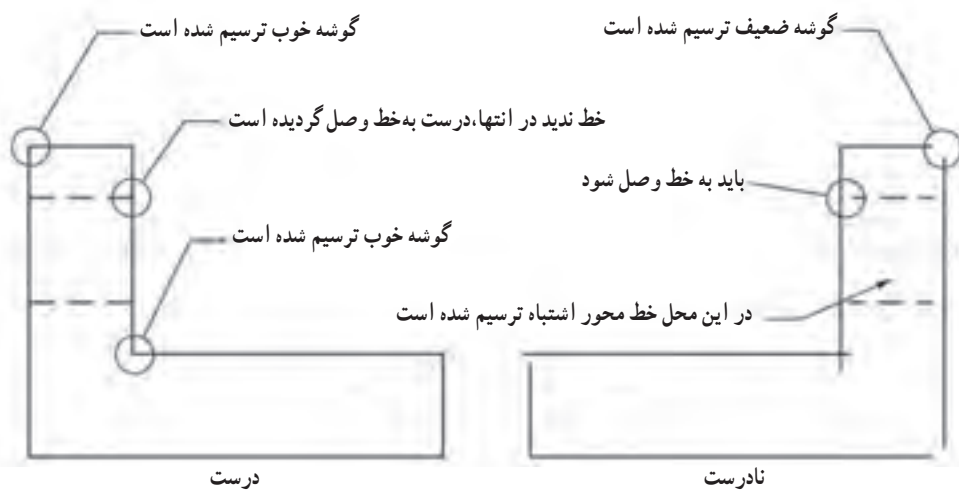 گوشه ضعیف ترسیم شده است
گوشه خوب ترسیم شده است
خط ندید در انتها،درست به‌خط وصل گردیده است
باید به خط وصل شود
گوشه خوب ترسیم شده است
در این محل خط محور اشتباه ترسیم شده است
نادرست
درست